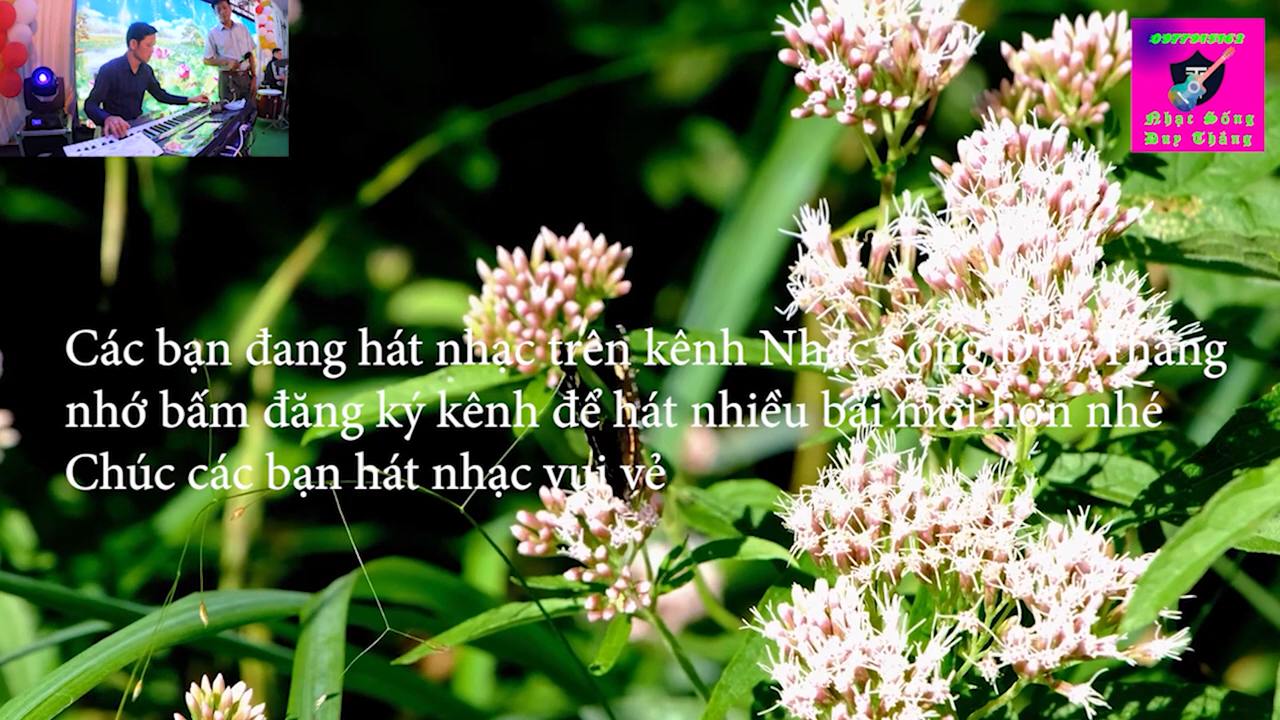 0977913162
Nhạc Sống
Duy Thắng
Các bạn đang hát nhạc trên kênh Nhạc Sống Duy Thắng
nhớ bấm đăng ký kênh để hát nhiều bài mới hơn nhé
Chúc các bạn hát nhạc vui vẻ